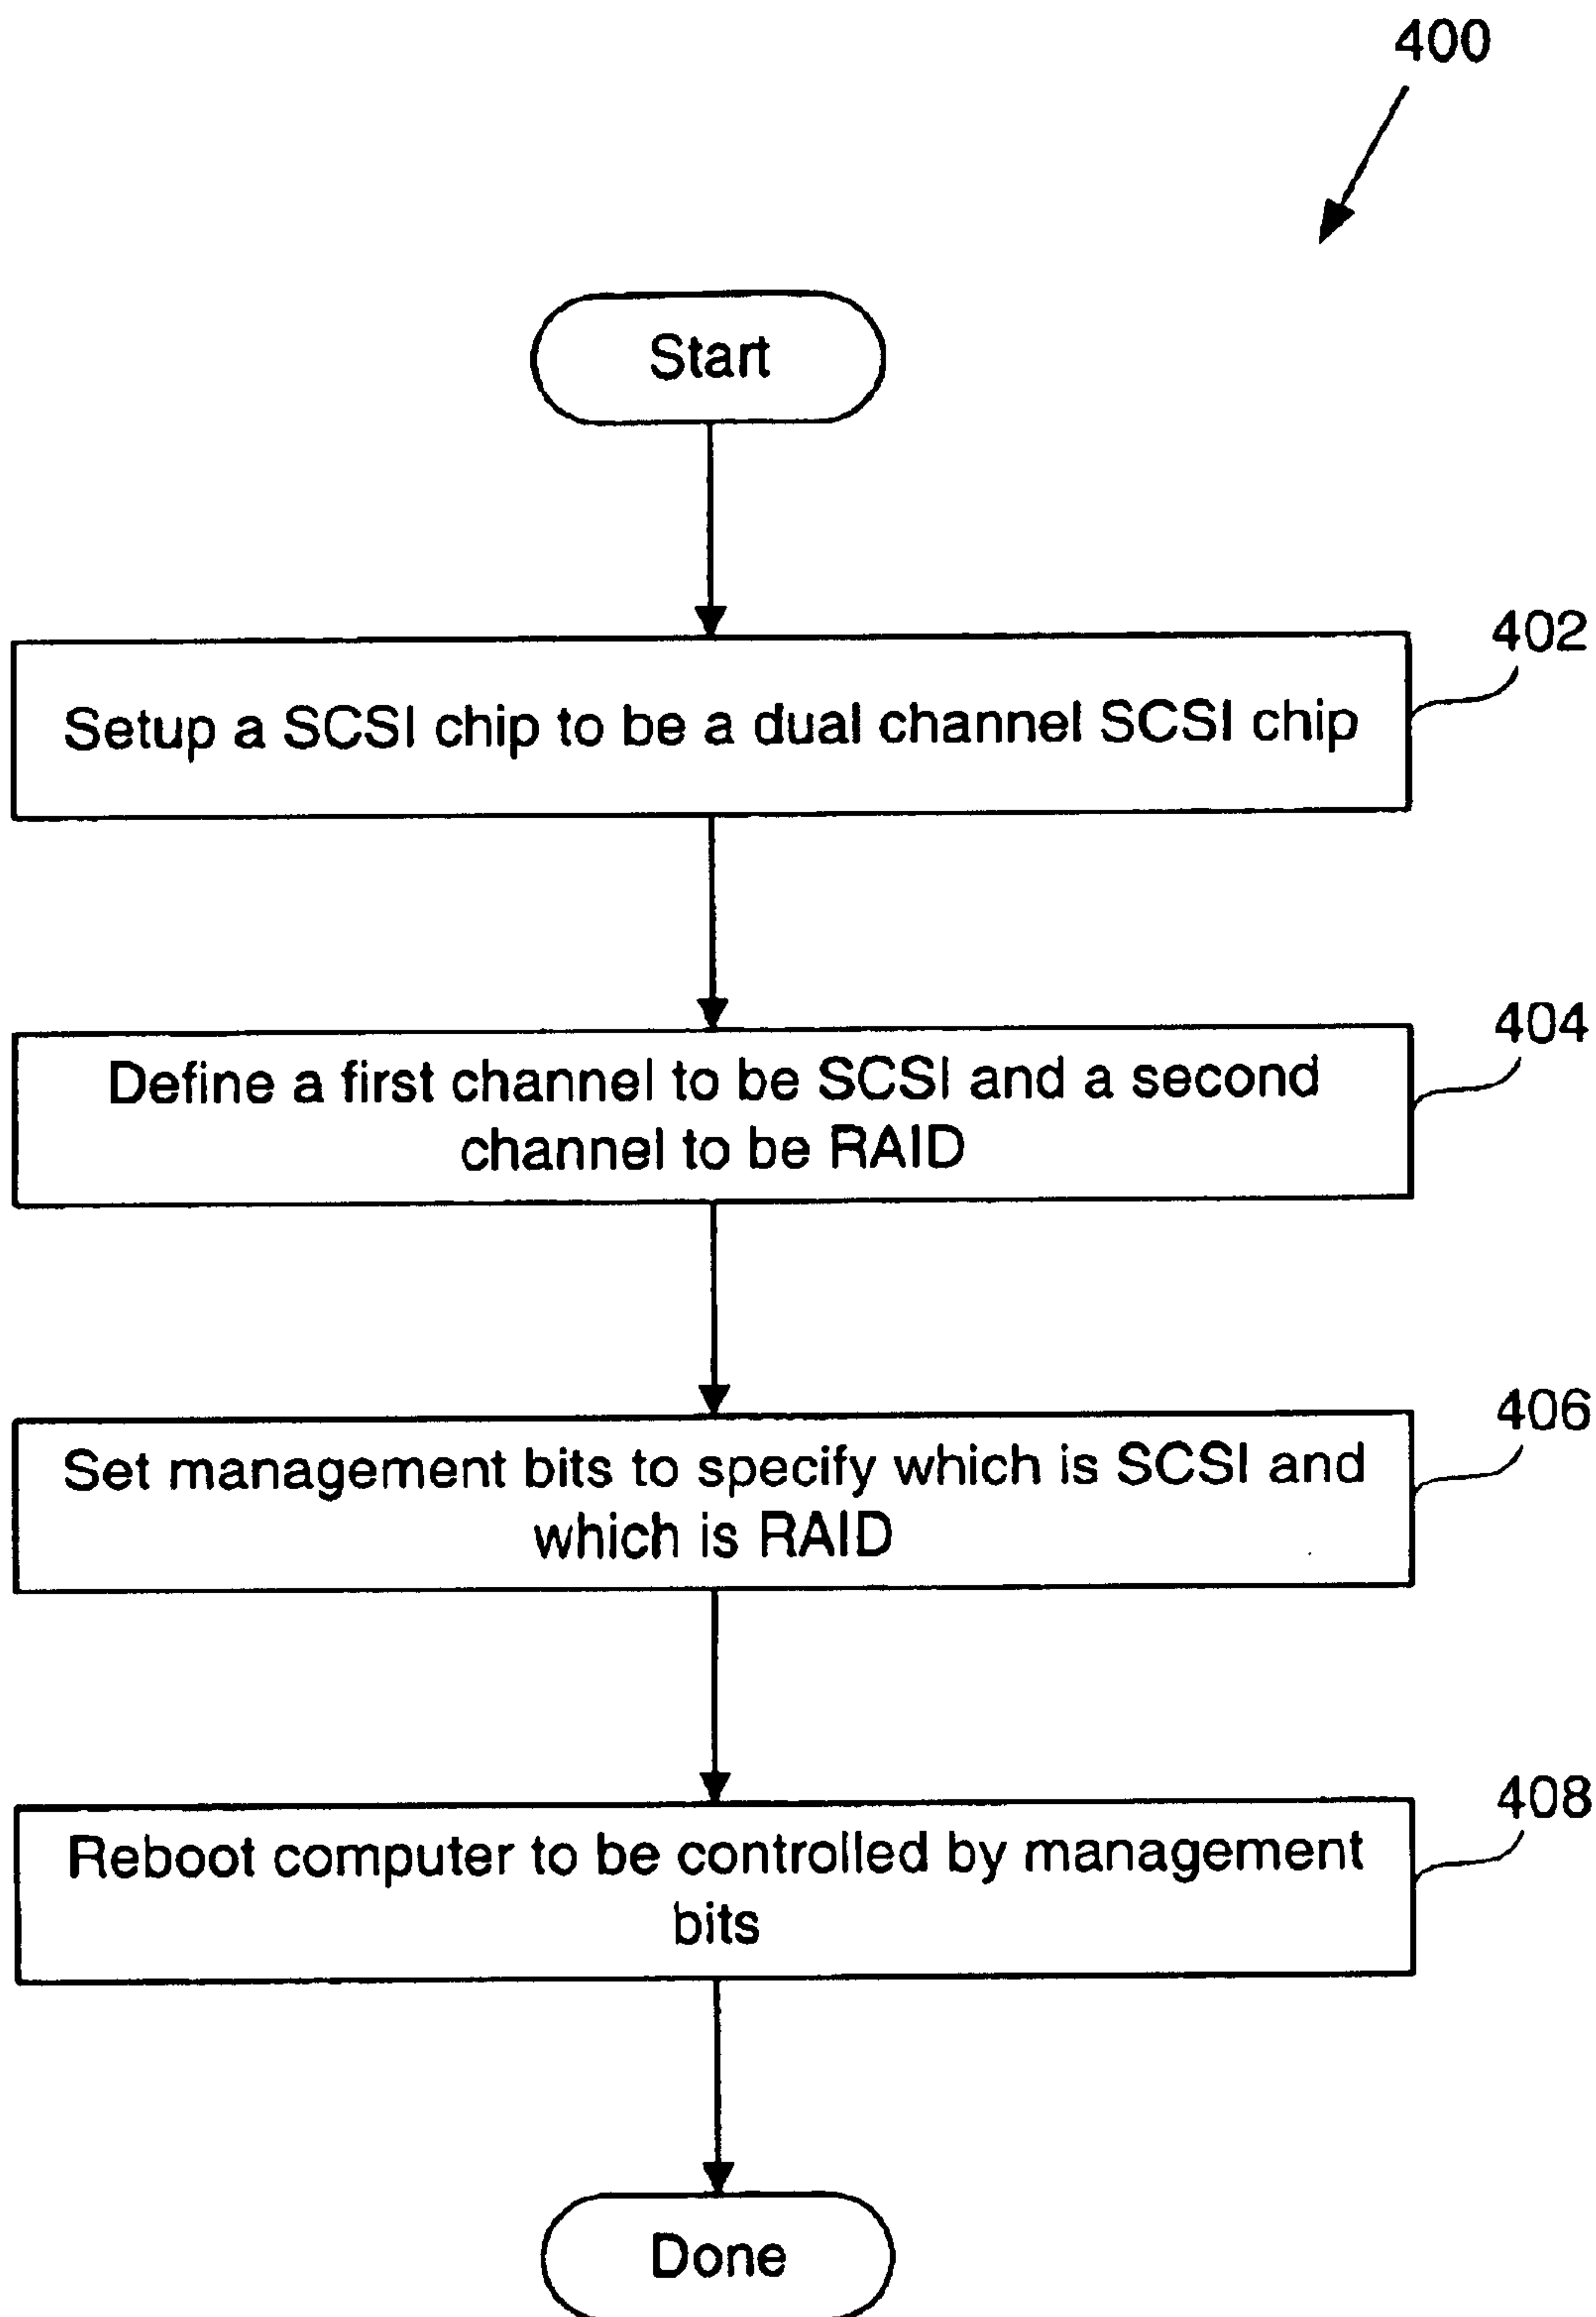 400
Start
402
Setup a SCSI chip to be a dual channel SCSI chip
404
Define a first channel to be SCSI and a second
channel to be RAID
406
Set management bits to specify which is SCSI and
which is RAID
408
Reboot computer to be controlled by management
bits
Done